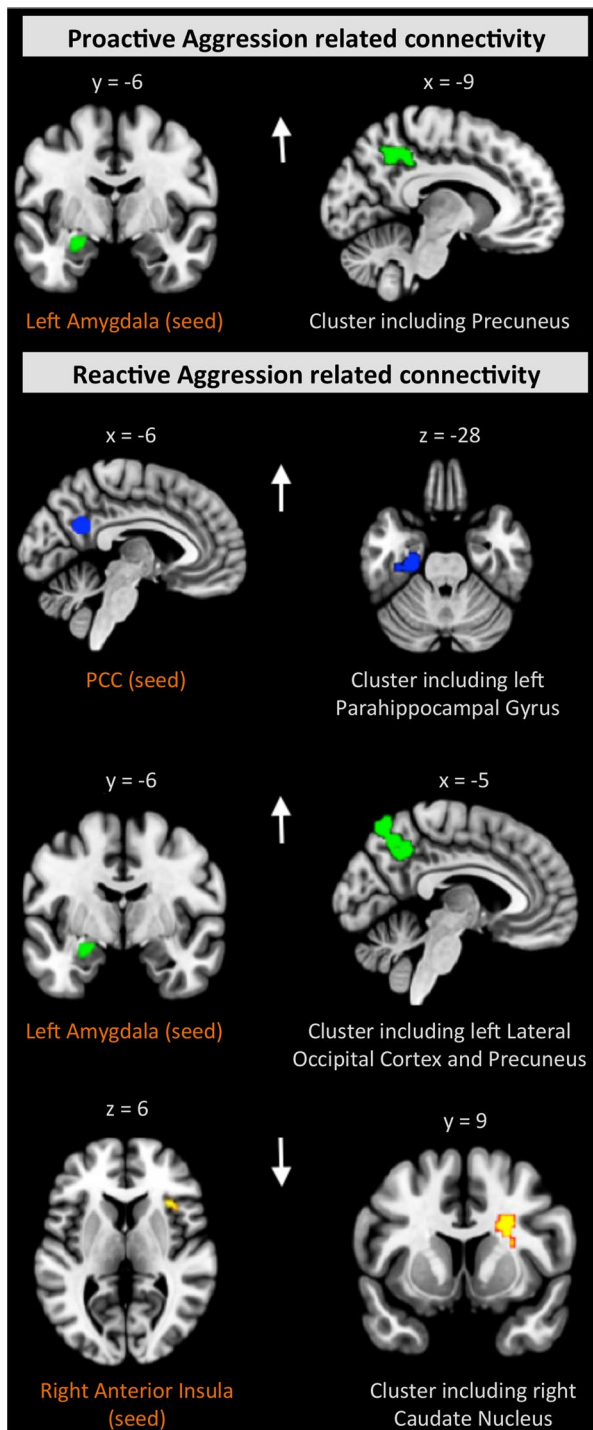 Proactive Aggression related connectivity
y = -6
x = -9
Left Amygdala (seed)
Cluster including Precuneus
Reactive Aggression related connectivity
x = -6
z = -28
PCC (seed)
Cluster including left
Parahippocampal Gyrus
y = -6
x = -5
Left Amygdala (seed)
Cluster including left Lateral
Occipital Cortex and Precuneus
z = 6
y = 9
Right Anterior Insula
(seed)
Cluster including right
Caudate Nucleus